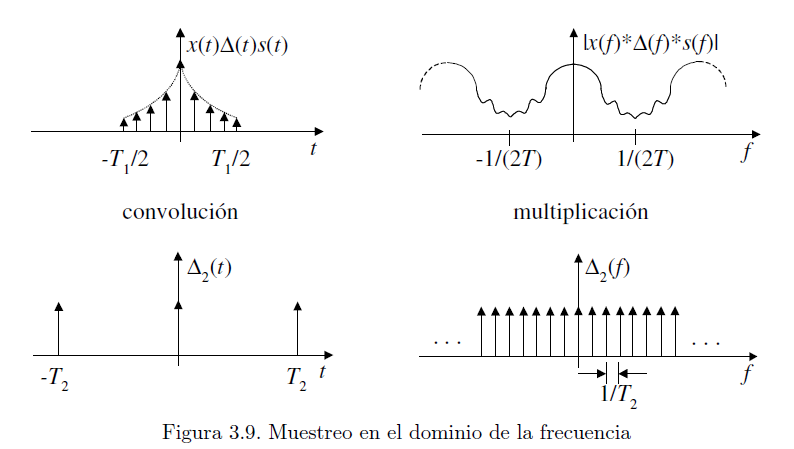 x(t)Δ(t)s(t)
|x(f)*Δ(f)*s(f)|
-T₁/2 T₁/2 t
-1/(2T) 1/(2T) f
convolución multiplicación
Δ₂(t)
Δ₂(f)
. . . . . .
-T₂ T₂ t
1/T₂ f
Figura 3.9. Muestreo en el dominio de la frecuencia